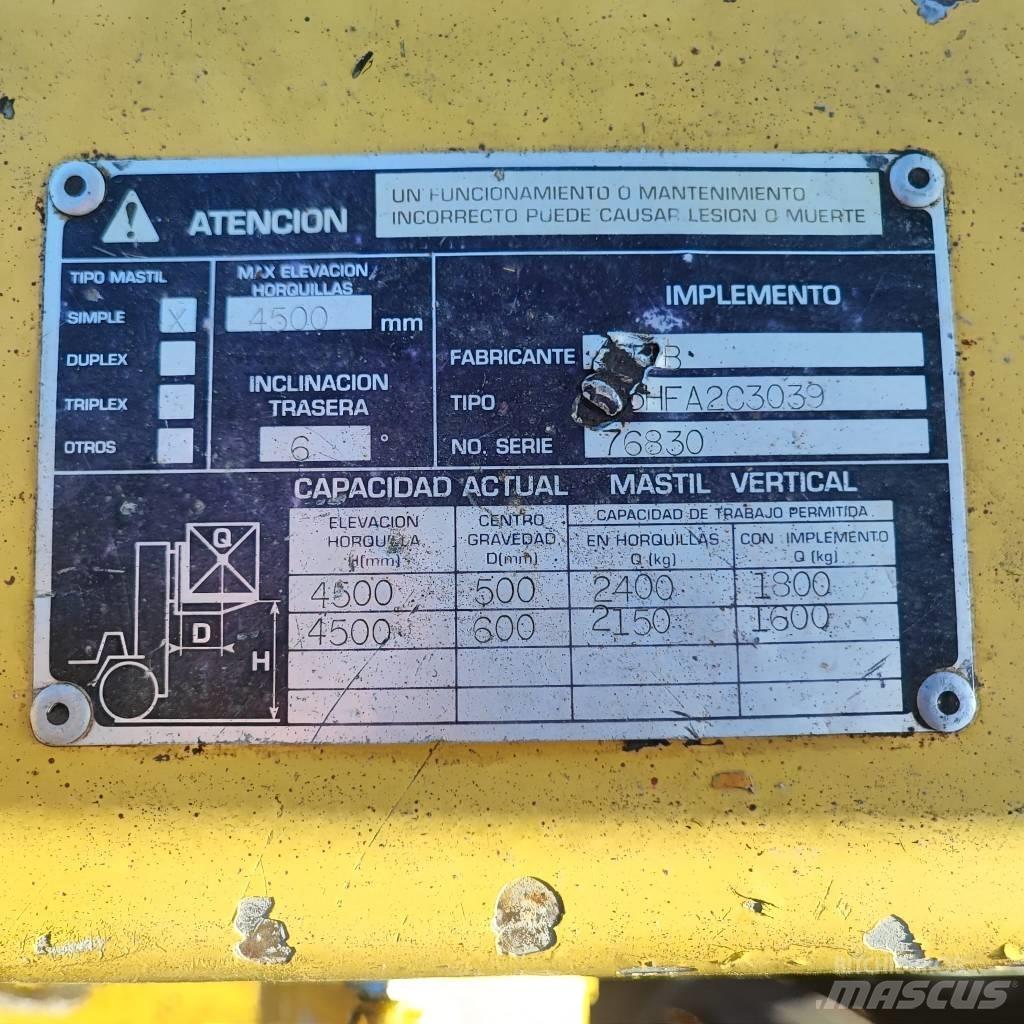 ATENCION
UN FUNCIONAMIENTO O MANTENIMIENTO
INCORRECTO PUEDE CAUSAR LESION O MUERTE
TIPO MASTIL
SIMPLE X
DUPLEX
TRIPLEX
OTROS
MAX ELEVACION
HORQUILLAS
4500 mm
INCLINACION
TRASERA
6 °
IMPLEMENTO
FABRICANTE
TIPO HFA2C3039
NO. SERIE 76830
CAPACIDAD ACTUAL MASTIL VERTICAL
Q
D
H
ELEVACION
HORQUILLA
H(mm)
CENTRO
GRAVEDAD
D(mm)
CAPACIDAD DE TRABAJO PERMITIDA
EN HORQUILLAS
Q (kg)
CON IMPLEMENTO
Q (kg)
4500 500 2400 1800
4500 600 2150 1600
MASCUS